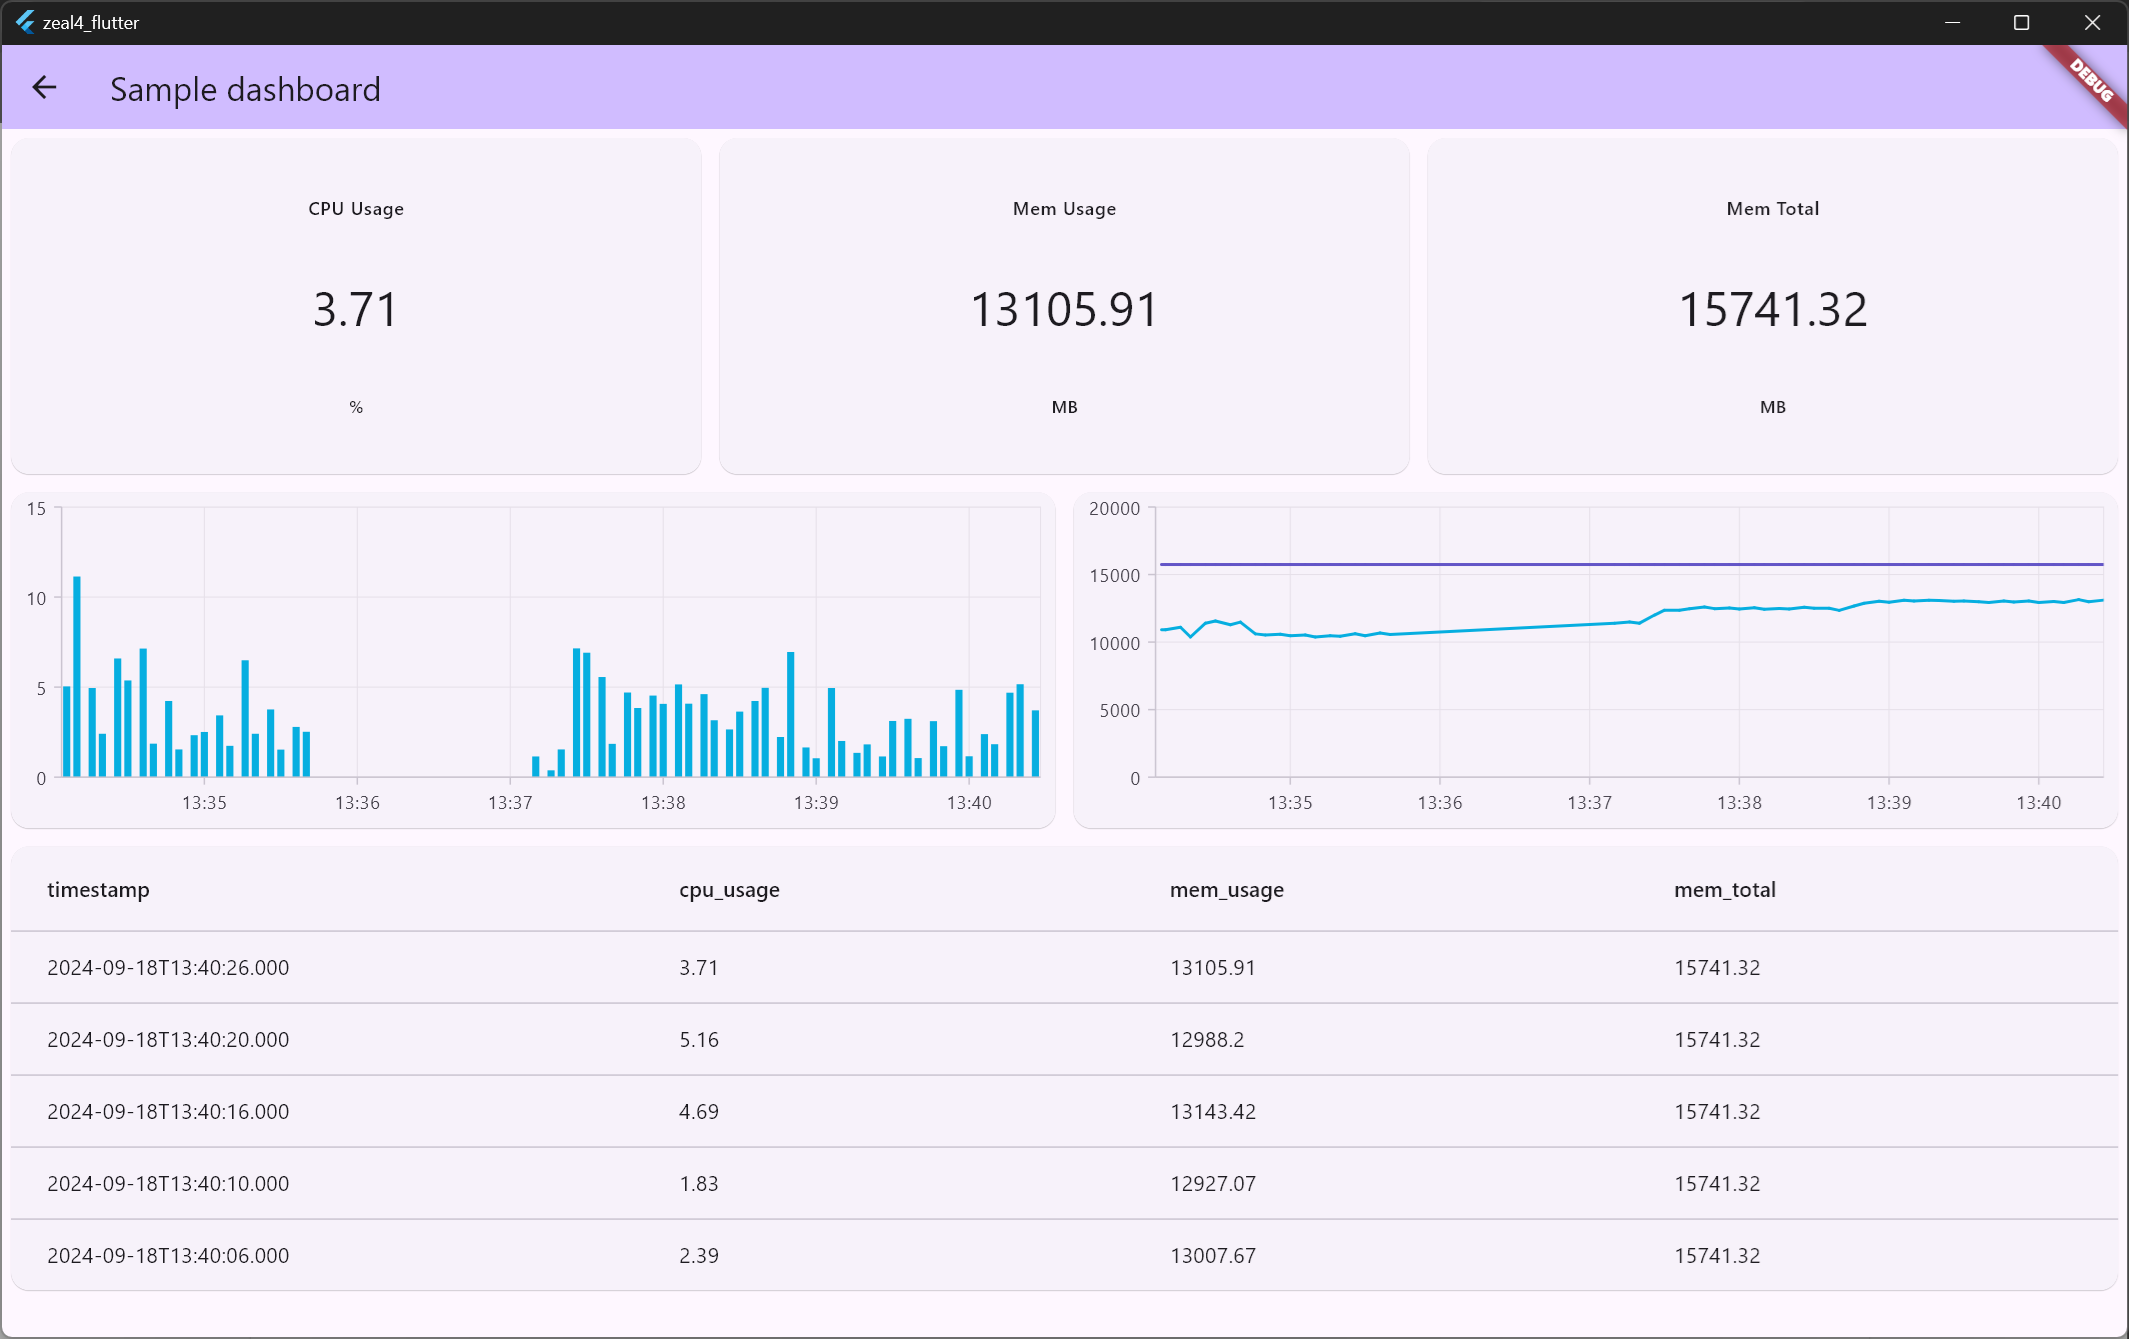 zeal4_flutter
Sample dashboard
DEBUG
CPU Usage
3.71
%
Mem Usage
13105.91
MB
Mem Total
15741.32
MB
15
10
5
0
13:35 13:36 13:37 13:38 13:39 13:40
20000
15000
10000
5000
0
13:35 13:36 13:37 13:38 13:39 13:40
timestamp cpu_usage mem_usage mem_total
2024-09-18T13:40:26.000 3.71 13105.91 15741.32
2024-09-18T13:40:20.000 5.16 12988.2 15741.32
2024-09-18T13:40:16.000 4.69 13143.42 15741.32
2024-09-18T13:40:10.000 1.83 12927.07 15741.32
2024-09-18T13:40:06.000 2.39 13007.67 15741.32